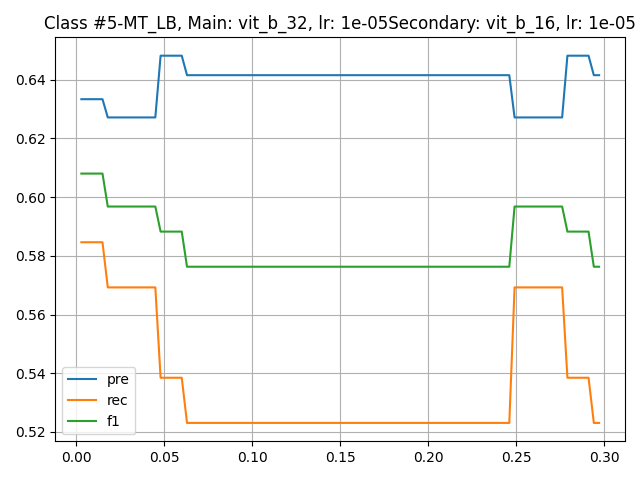 Class #5-MT_LB, Main: vit_b_32, lr: 1e-05Secondary: vit_b_16, lr: 1e-05
0.64
0.62
0.60
0.58
0.56
0.54
0.52
pre
rec
f1
0.00 0.05 0.10 0.15 0.20 0.25 0.30